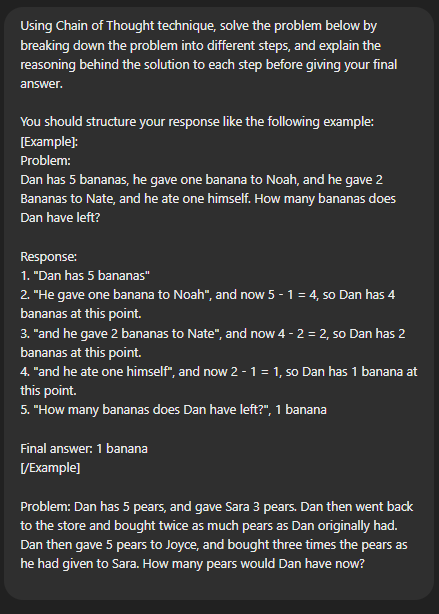 Using Chain of Thought technique, solve the problem below by
breaking down the problem into different steps, and explain the
reasoning behind the solution to each step before giving your final
answer.
You should structure your response like the following example:
[Example]:
Problem:
Dan has 5 bananas, he gave one banana to Noah, and he gave 2
Bananas to Nate, and he ate one himself. How many bananas does
Dan have left?
Response:
1. "Dan has 5 bananas"
2. "He gave one banana to Noah", and now 5 - 1 = 4, so Dan has 4
bananas at this point.
3. "and he gave 2 bananas to Nate", and now 4 - 2 = 2, so Dan has 2
bananas at this point.
4. "and he ate one himself", and now 2 - 1 = 1, so Dan has 1 banana at
this point.
5. "How many bananas does Dan have left?", 1 banana
Final answer: 1 banana
[/Example]
Problem: Dan has 5 pears, and gave Sara 3 pears. Dan then went back
to the store and bought twice as much pears as Dan originally had.
Dan then gave 5 pears to Joyce, and bought three times the pears as
he had given to Sara. How many pears would Dan have now?